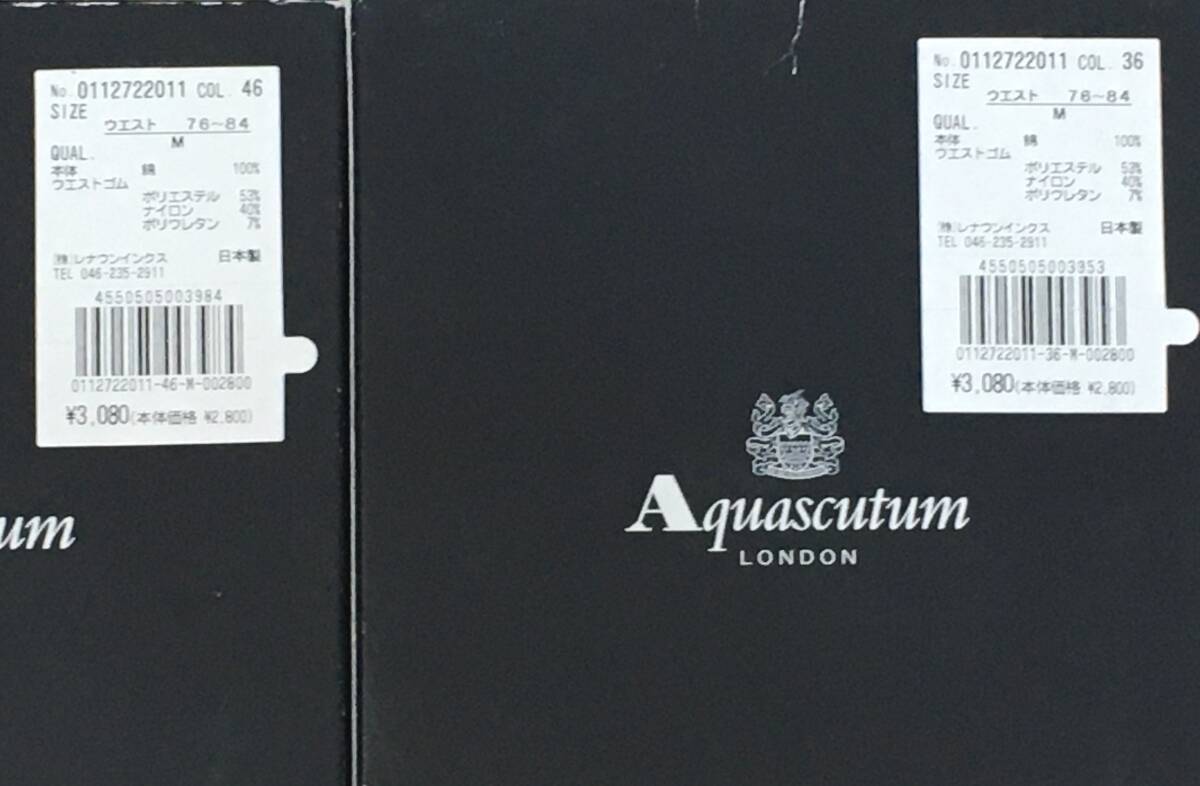 No. 0112722011 COL. 46
SIZE
ウエスト 76~84
M
QUAL.
本体 綿 100%
ウエストゴム
ポリエステル 53%
ナイロン 40%
ポリウレタン 7%
(株)レナウンインクス 日本製
TEL 046-235-2911
4550505003984
0112722011-46-M-002800
¥3,080(本体価格 ¥2,800)
um
No. 0112722011 COL. 36
SIZE
ウエスト 76~84
M
QUAL.
本体 綿 100%
ウエストゴム
ポリエステル 53%
ナイロン 40%
ポリウレタン 7%
(株)レナウンインクス 日本製
TEL 046-235-2911
4550505003953
0112722011-36-M-002800
¥3,080(本体価格 ¥2,800)
Aquascutum
LONDON